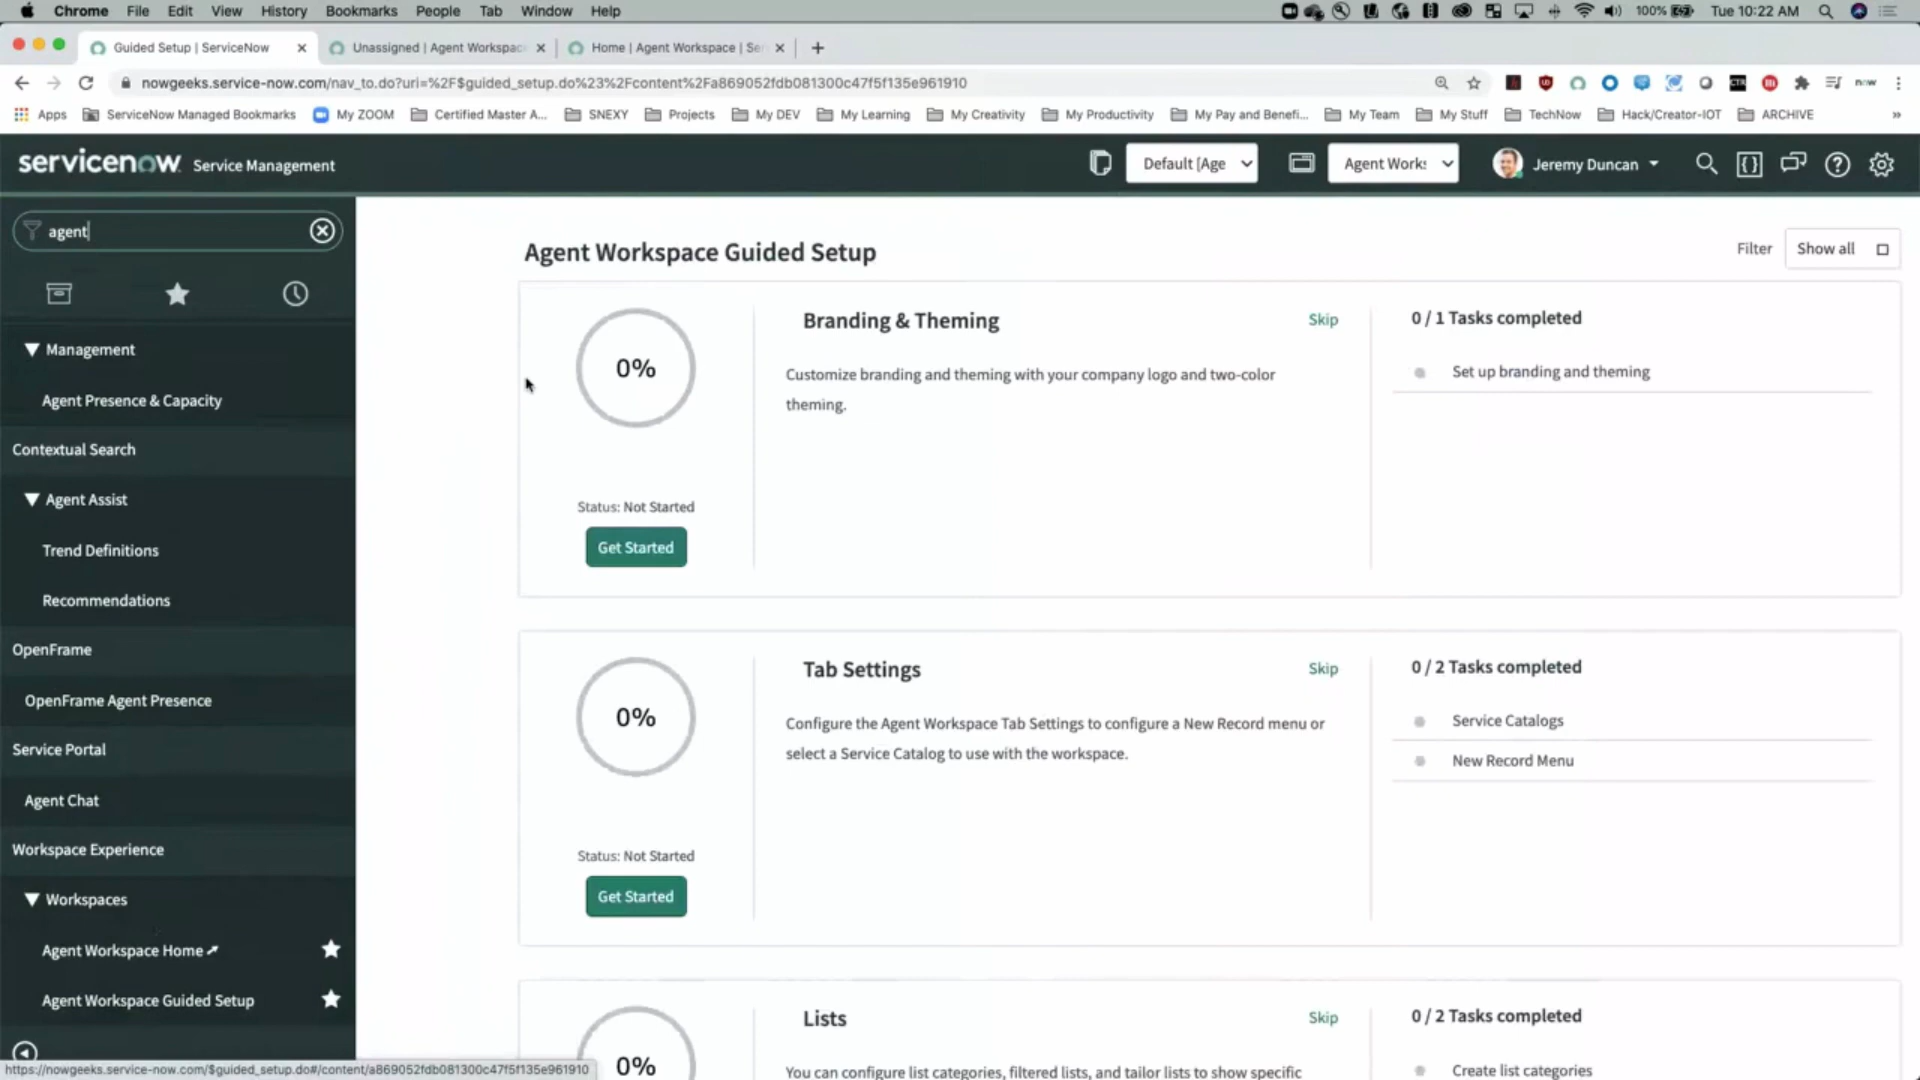 Chrome File Edit View History Bookmarks People Tab Window Help
100% Tue 10:22 AM
Guided Setup | ServiceNow
Unassigned | Agent Workspac
Home | Agent Workspace | Se
nowgeeks.service-now.com/nav_to.do?uri=%2F$guided_setup.do%23%2Fcontent%2Fa869052fdb081300c47f5f135e961910
now
Apps ServiceNow Managed Bookmarks My ZOOM Certified Master A... SNEXY Projects My DEV My Learning My Creativity My Productivity My Pay and Benefi... My Team My Stuff TechNow Hack/Creator-IOT ARCHIVE »
servicenow Service Management
Default [Age
Agent Work:
Jeremy Duncan
agent
Management
Agent Presence & Capacity
Contextual Search
Agent Assist
Trend Definitions
Recommendations
OpenFrame
OpenFrame Agent Presence
Service Portal
Agent Chat
Workspace Experience
Workspaces
Agent Workspace Home
Agent Workspace Guided Setup
https://nowgeeks.service-now.com/$guided_setup.do#/content/a869052fdb081300c47f5f135e961910
Agent Workspace Guided Setup
Filter Show all
0%
Status: Not Started
Get Started
Branding & Theming
Skip
Customize branding and theming with your company logo and two-color
theming.
0 / 1 Tasks completed
Set up branding and theming
0%
Status: Not Started
Get Started
Tab Settings
Skip
Configure the Agent Workspace Tab Settings to configure a New Record menu or
select a Service Catalog to use with the workspace.
0 / 2 Tasks completed
Service Catalogs
New Record Menu
0%
Lists
Skip
You can configure list categories, filtered lists, and tailor lists to show specific
0 / 2 Tasks completed
Create list categories